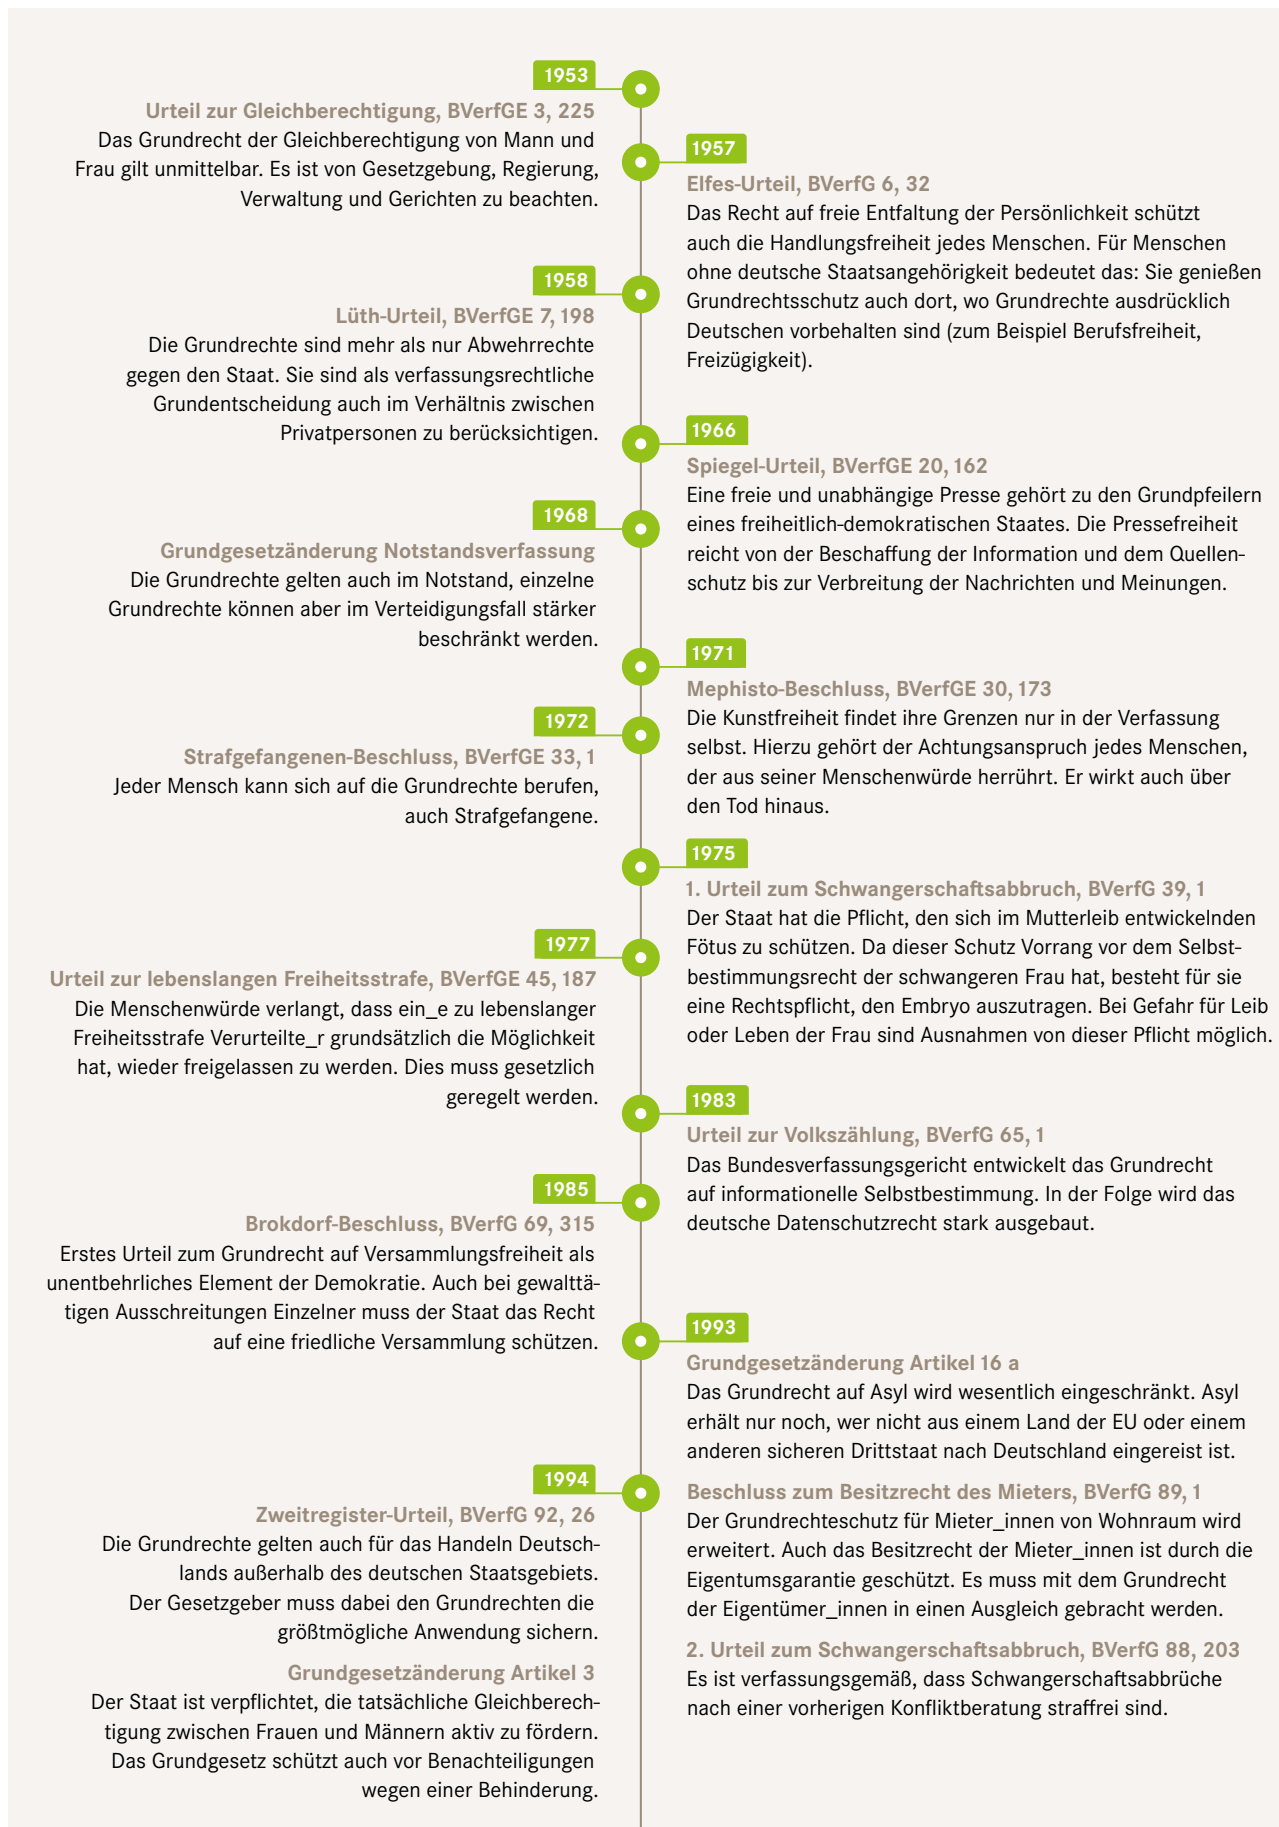 1953
Urteil zur Gleichberechtigung, BVerfGE 3, 225
Das Grundrecht der Gleichberechtigung von Mann und
Frau gilt unmittelbar. Es ist von Gesetzgebung, Regierung,
Verwaltung und Gerichten zu beachten.
1957
Elfes-Urteil, BVerfG 6, 32
Das Recht auf freie Entfaltung der Persönlichkeit schützt
auch die Handlungsfreiheit jedes Menschen. Für Menschen
ohne deutsche Staatsangehörigkeit bedeutet das: Sie genießen
Grundrechtsschutz auch dort, wo Grundrechte ausdrücklich
Deutschen vorbehalten sind (zum Beispiel Berufsfreiheit,
Freizügigkeit).
1958
Lüth-Urteil, BVerfGE 7, 198
Die Grundrechte sind mehr als nur Abwehrrechte
gegen den Staat. Sie sind als verfassungsrechtliche
Grundentscheidung auch im Verhältnis zwischen
Privatpersonen zu berücksichtigen.
1966
Spiegel-Urteil, BVerfGE 20, 162
Eine freie und unabhängige Presse gehört zu den Grundpfeilern
eines freiheitlich-demokratischen Staates. Die Pressefreiheit
reicht von der Beschaffung der Information und dem Quellen-
schutz bis zur Verbreitung der Nachrichten und Meinungen.
1968
Grundgesetzänderung Notstandsverfassung
Die Grundrechte gelten auch im Notstand, einzelne
Grundrechte können aber im Verteidigungsfall stärker
beschränkt werden.
1971
Mephisto-Beschluss, BVerfGE 30, 173
Die Kunstfreiheit findet ihre Grenzen nur in der Verfassung
selbst. Hierzu gehört der Achtungsanspruch jedes Menschen,
der aus seiner Menschenwürde herrührt. Er wirkt auch über
den Tod hinaus.
1972
Strafgefangenen-Beschluss, BVerfGE 33, 1
Jeder Mensch kann sich auf die Grundrechte berufen,
auch Strafgefangene.
1975
1. Urteil zum Schwangerschaftsabbruch, BVerfG 39, 1
Der Staat hat die Pflicht, den sich im Mutterleib entwickelnden
Fötus zu schützen. Da dieser Schutz Vorrang vor dem Selbst-
bestimmungsrecht der schwangeren Frau hat, besteht für sie
eine Rechtspflicht, den Embryo auszutragen. Bei Gefahr für Leib
oder Leben der Frau sind Ausnahmen von dieser Pflicht möglich.
1977
Urteil zur lebenslangen Freiheitsstrafe, BVerfGE 45, 187
Die Menschenwürde verlangt, dass ein_e zu lebenslanger
Freiheitsstrafe Verurteilte_r grundsätzlich die Möglichkeit
hat, wieder freigelassen zu werden. Dies muss gesetzlich
geregelt werden.
1983
Urteil zur Volkszählung, BVerfG 65, 1
Das Bundesverfassungsgericht entwickelt das Grundrecht
auf informationelle Selbstbestimmung. In der Folge wird das
deutsche Datenschutzrecht stark ausgebaut.
1985
Brokdorf-Beschluss, BVerfG 69, 315
Erstes Urteil zum Grundrecht auf Versammlungsfreiheit als
unentbehrliches Element der Demokratie. Auch bei gewalttä-
tigen Ausschreitungen Einzelner muss der Staat das Recht
auf eine friedliche Versammlung schützen.
1993
Grundgesetzänderung Artikel 16 a
Das Grundrecht auf Asyl wird wesentlich eingeschränkt. Asyl
erhält nur noch, wer nicht aus einem Land der EU oder einem
anderen sicheren Drittstaat nach Deutschland eingereist ist.
Beschluss zum Besitzrecht des Mieters, BVerfG 89, 1
Der Grundrechteschutz für Mieter_innen von Wohnraum wird
erweitert. Auch das Besitzrecht der Mieter_innen ist durch die
Eigentumsgarantie geschützt. Es muss mit dem Grundrecht
der Eigentümer_innen in einen Ausgleich gebracht werden.
2. Urteil zum Schwangerschaftsabbruch, BVerfG 88, 203
Es ist verfassungsgemäß, dass Schwangerschaftsabbrüche
nach einer vorherigen Konfliktberatung straffrei sind.
1994
Zweitregister-Urteil, BVerfG 92, 26
Die Grundrechte gelten auch für das Handeln Deutsch-
lands außerhalb des deutschen Staatsgebiets.
Der Gesetzgeber muss dabei den Grundrechten die
größtmögliche Anwendung sichern.
Grundgesetzänderung Artikel 3
Der Staat ist verpflichtet, die tatsächliche Gleichberech-
tigung zwischen Frauen und Männern aktiv zu fördern.
Das Grundgesetz schützt auch vor Benachteiligungen
wegen einer Behinderung.